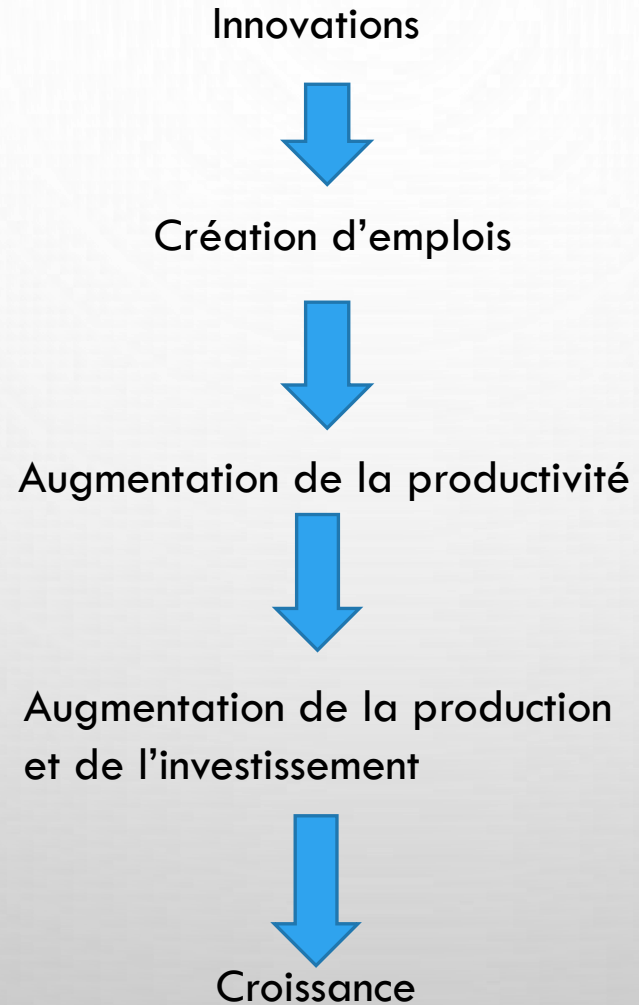 Innovations
Création d'emplois
Augmentation de la productivité
Augmentation de la production
et de l'investissement
Croissance